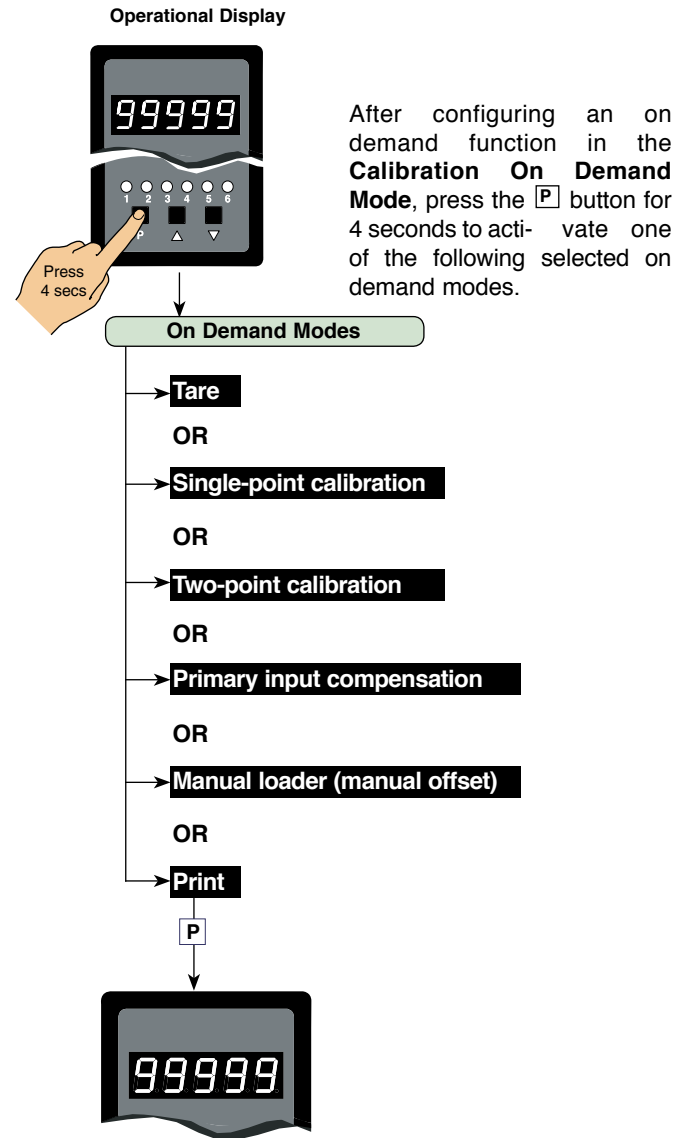 Operational Display
99999
1 2 3 4 5 6
P △ ▽
Press
4 secs
After configuring an on
demand function in the
Calibration On Demand
Mode, press the P button for
4 seconds to acti- vate one
of the following selected on
demand modes.
On Demand Modes
Tare
OR
Single-point calibration
OR
Two-point calibration
OR
Primary input compensation
OR
Manual loader (manual offset)
OR
Print
P
99999